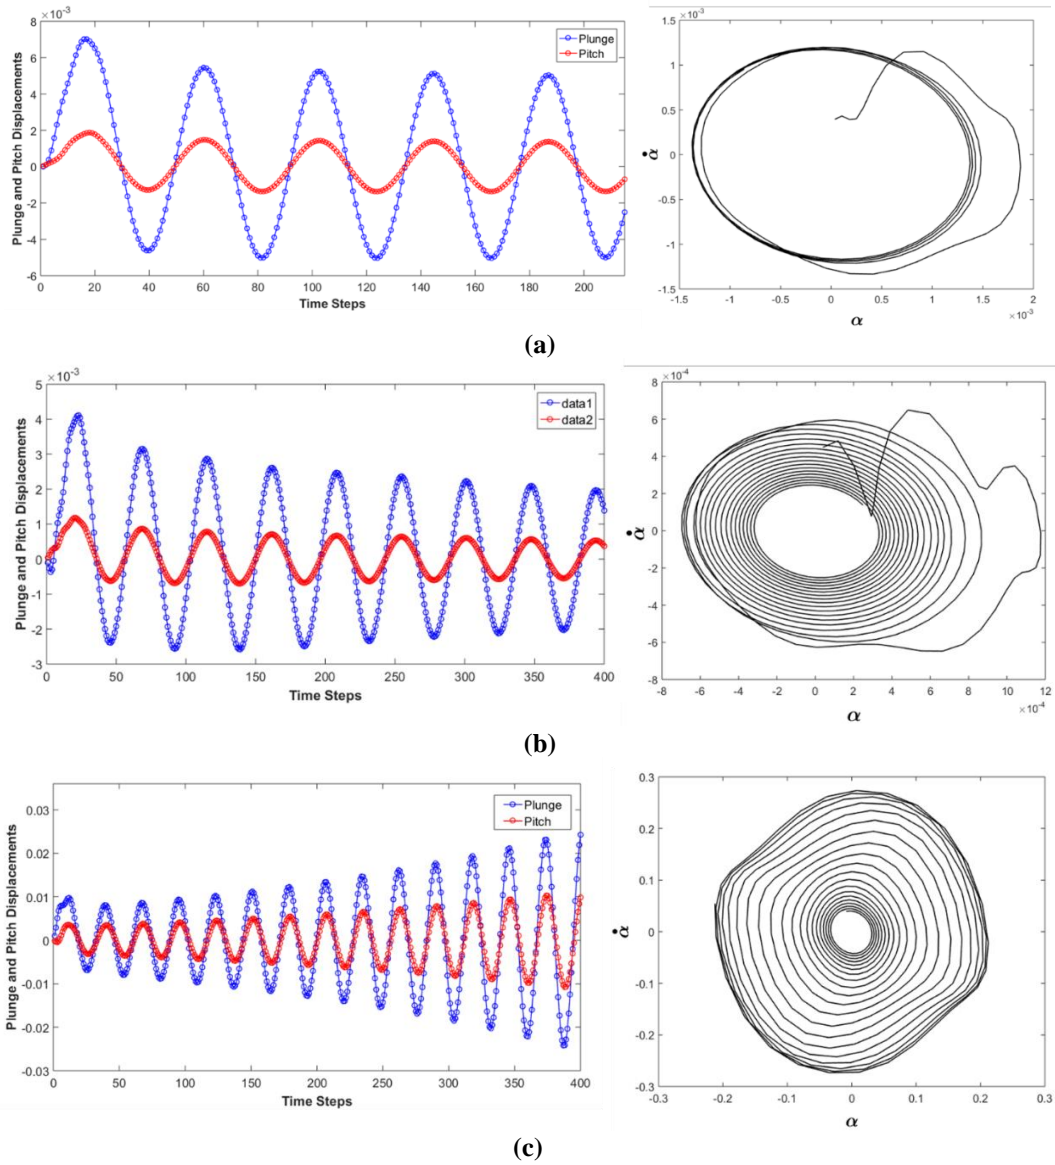 ×10⁻³
8
6
4
2
0
-2
-4
-6
Plunge and Pitch Displacements
0 20 40 60 80 100 120 140 160 180 200
Time Steps
Plunge
Pitch
×10⁻³
1.5
1
0.5
0
-0.5
-1
-1.5
α̇
-1.5 -1 -0.5 0 0.5 1 1.5 2
×10⁻³
α
(a)
×10⁻³
5
4
3
2
1
0
-1
-2
-3
Plunge and Pitch Displacements
0 50 100 150 200 250 300 350 400
Time Steps
data1
data2
×10⁻⁴
8
6
4
2
0
-2
-4
-6
-8
α̇
-8 -6 -4 -2 0 2 4 6 8 10 12
×10⁻⁴
α
(b)
0.03
0.02
0.01
0
-0.01
-0.02
-0.03
Plunge and Pitch Displacements
0 50 100 150 200 250 300 350 400
Time Steps
Plunge
Pitch
0.3
0.2
0.1
0
-0.1
-0.2
-0.3
α̇
-0.3 -0.2 -0.1 0 0.1 0.2 0.3
α
(c)